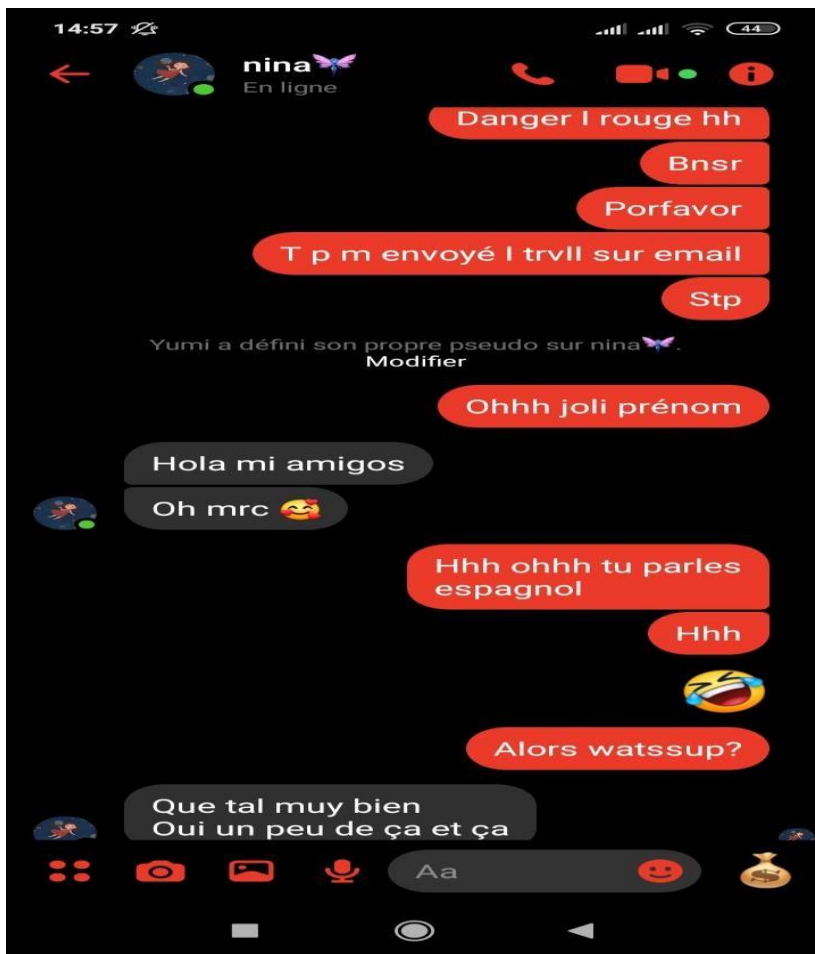 14:57
44
nina
En ligne
Danger l rouge hh
Bnsr
Porfavor
T p m envoyé l trvll sur email
Stp
Yumi a défini son propre pseudo sur nina.
Modifier
Ohhh joli prénom
Hola mi amigos
Oh mrc 🥰
Hhh ohhh tu parles
espagnol
Hhh
🤣
Alors watssup?
Que tal muy bien
Oui un peu de ça et ça
Aa